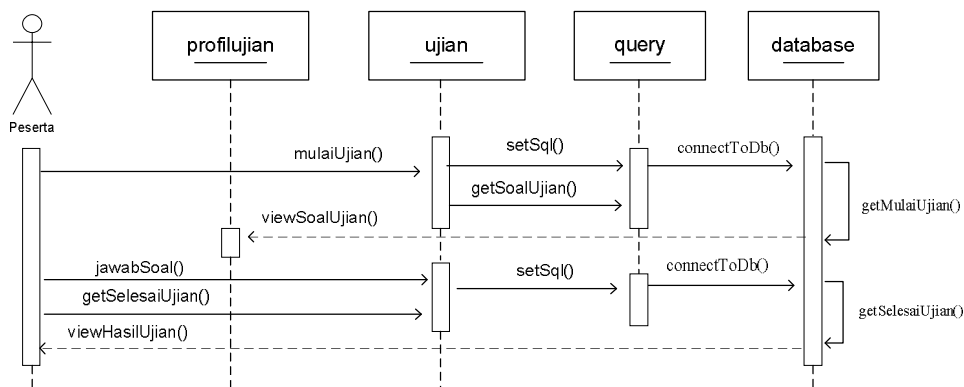 profilujian
ujian
query
database
Peserta
mulaiUjian()
setSql()
connectToDb()
getSoalUjian()
getMulaiUjian()
viewSoalUjian()
jawabSoal()
setSql()
connectToDb()
getSelesaiUjian()
getSelesaiUjian()
viewHasilUjian()